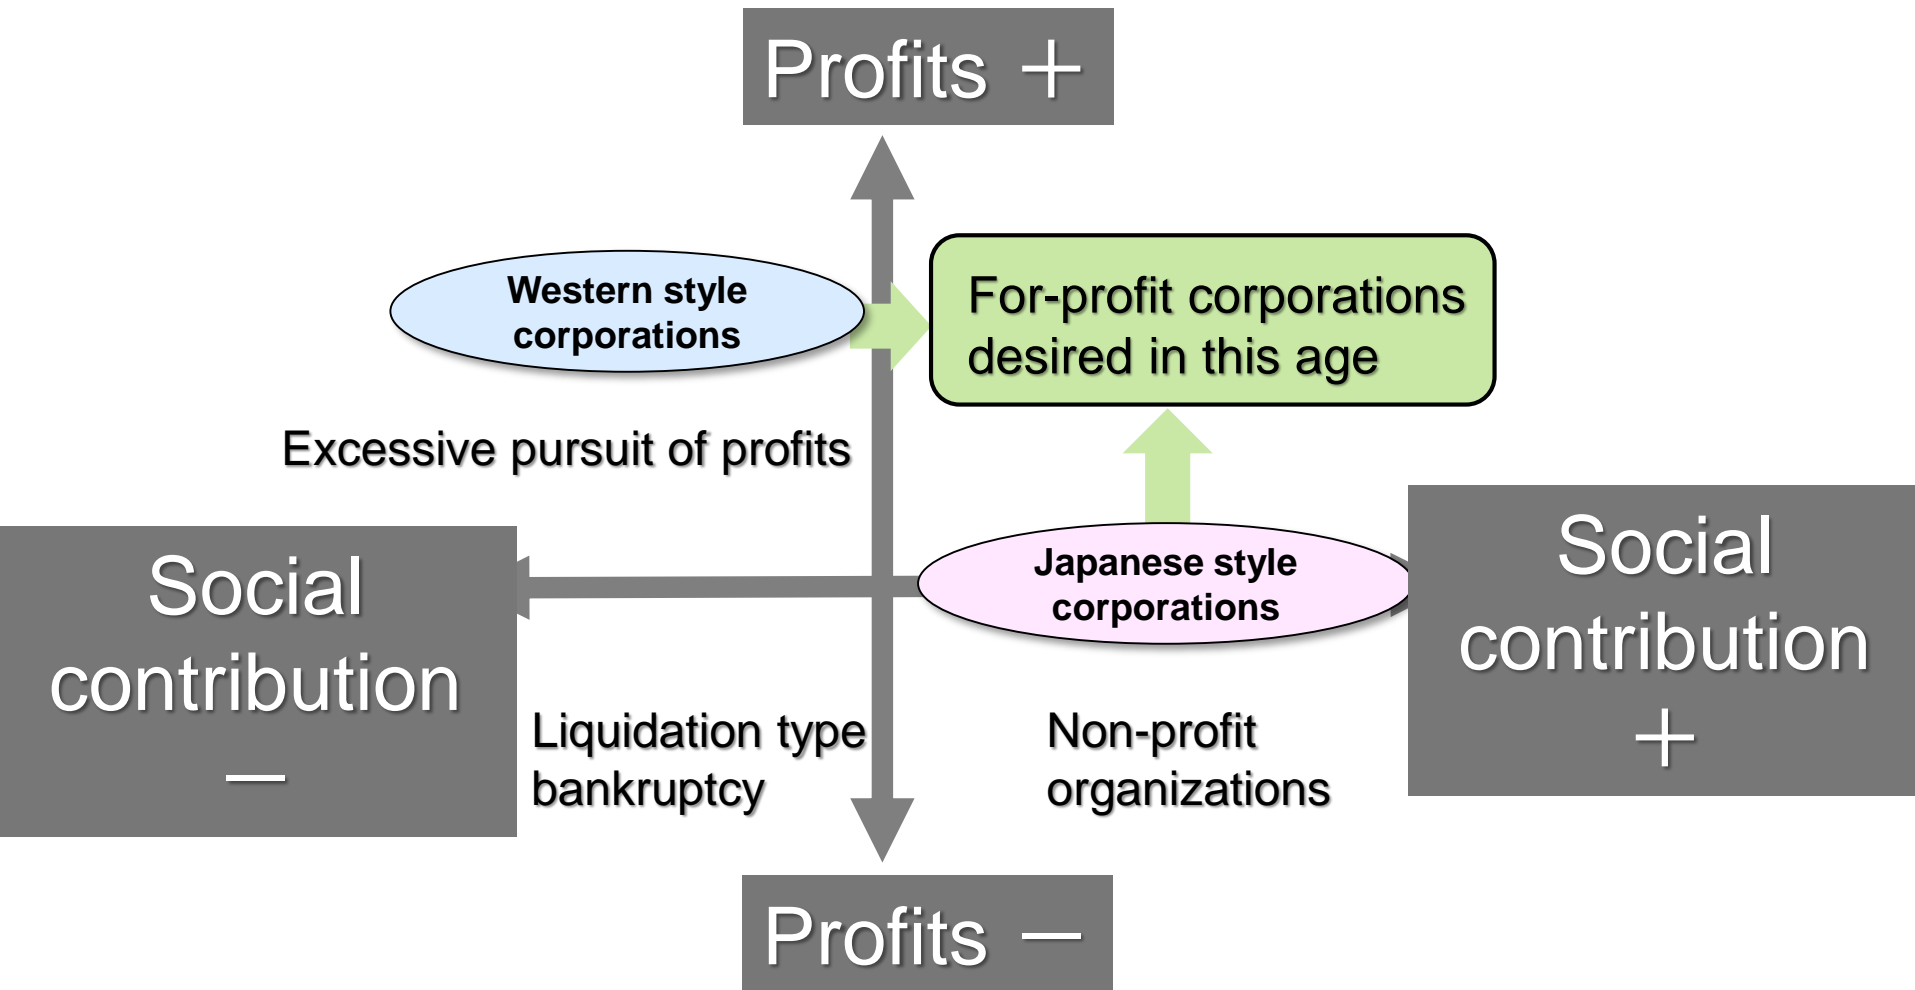 Profits ＋
Western style
corporations
For-profit corporations
desired in this age
Excessive pursuit of profits
Social
contribution
－
Japanese style
corporations
Social
contribution
＋
Liquidation type
bankruptcy
Non-profit
organizations
Profits －